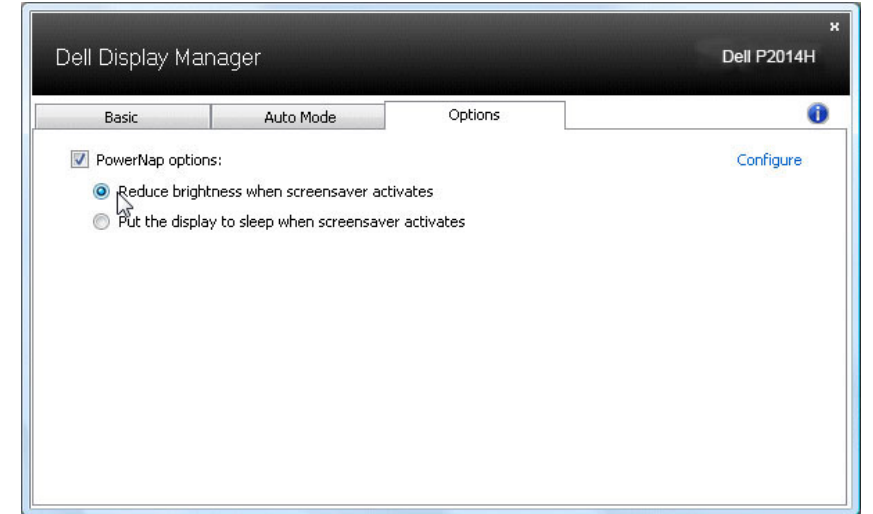 x
Dell Display Manager
Dell P2014H
Basic
Auto Mode
Options
i
PowerNap options:
Configure
Reduce brightness when screensaver activates
Put the display to sleep when screensaver activates